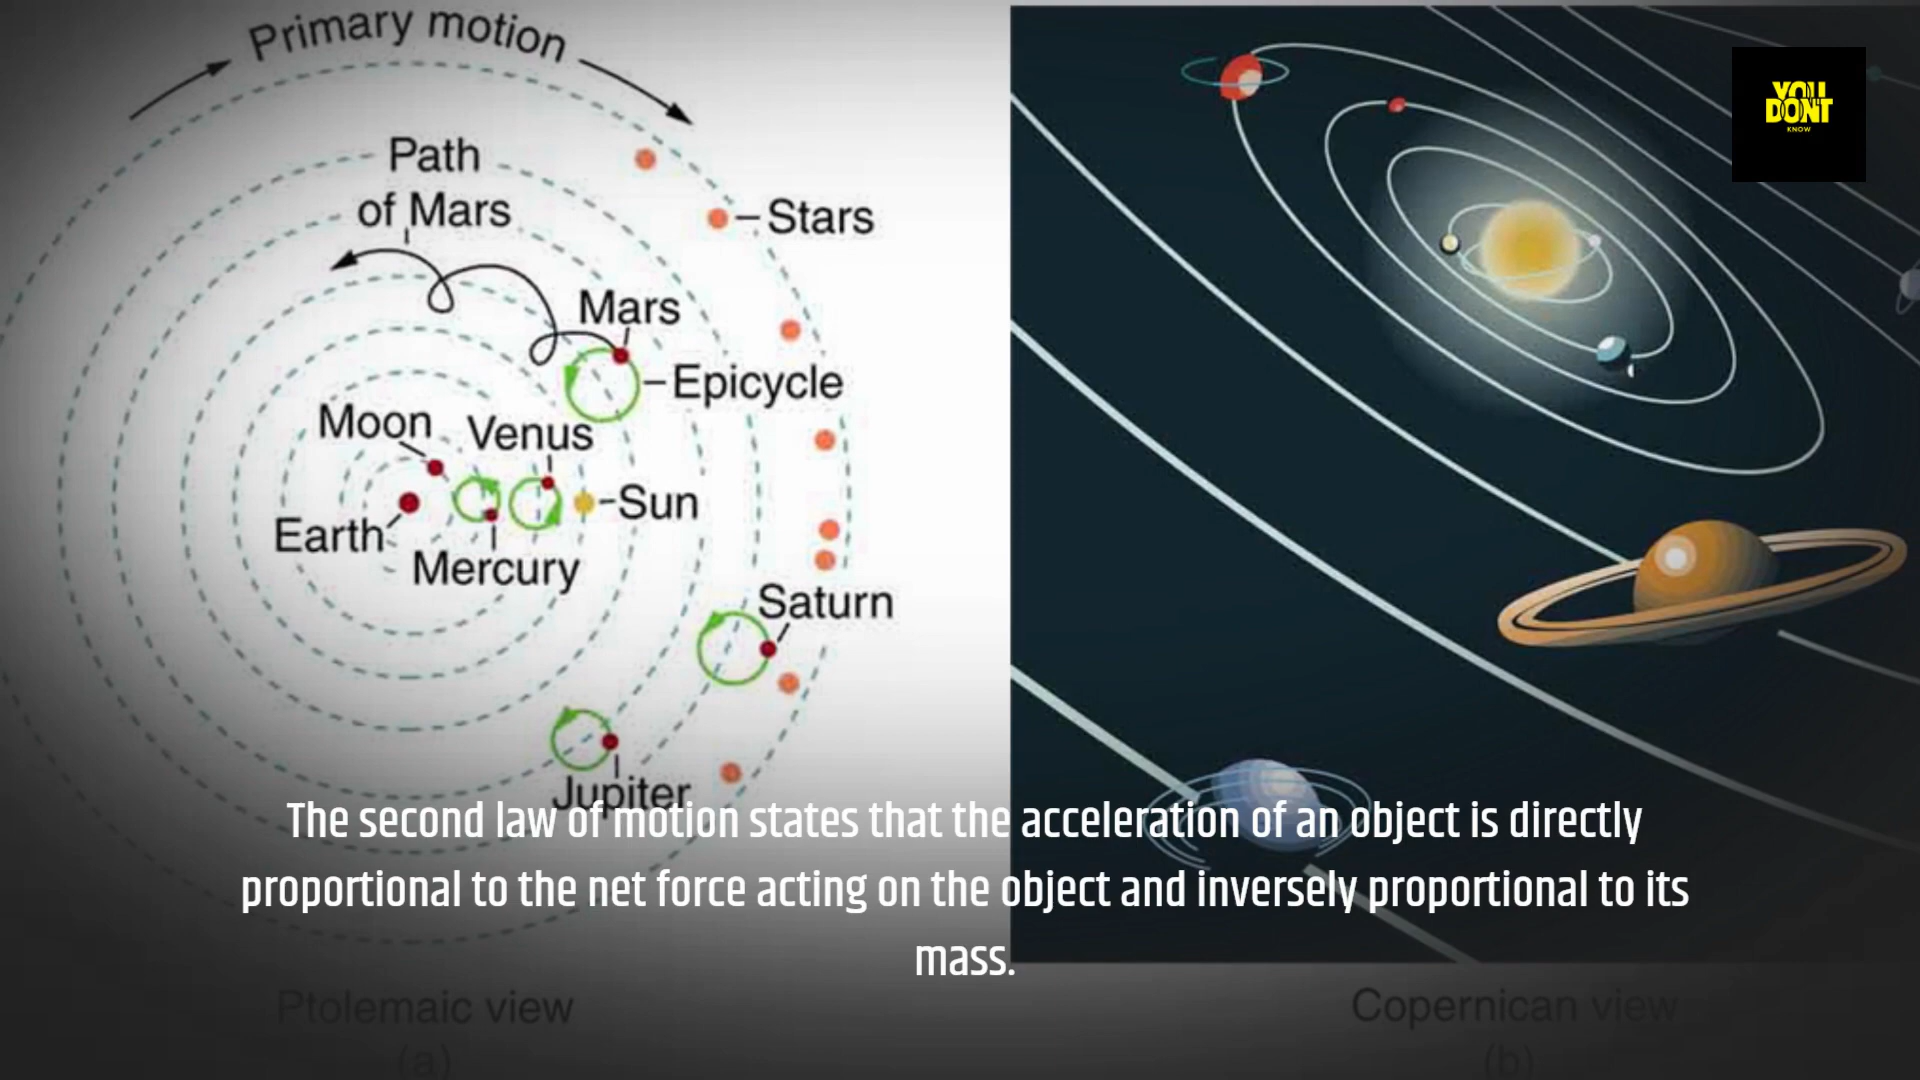 Primary motion
Path
of Mars
Stars
Mars
Epicycle
Moon
Venus
Sun
Earth
Mercury
Saturn
Jupiter
YOU
DON'T
KNOW
The second law of motion states that the acceleration of an object is directly
proportional to the net force acting on the object and inversely proportional to its
mass.
Ptolemaic view
(a)
Copernican view
(b)